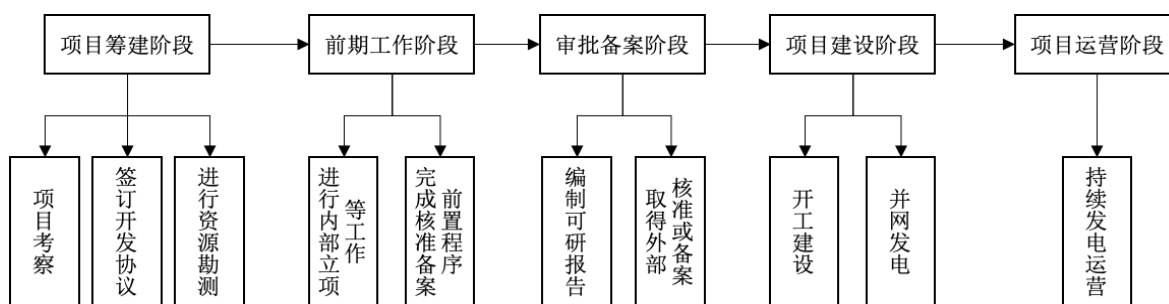 项目筹建阶段
前期工作阶段
审批备案阶段
项目建设阶段
项目运营阶段
项目考察
签订开发协议
进行资源勘测
进行内部立项
等工作
完成核准备案
前置程序
编制可研报告
取得外部
核准或备案
开工建设
并网发电
持续发电运营